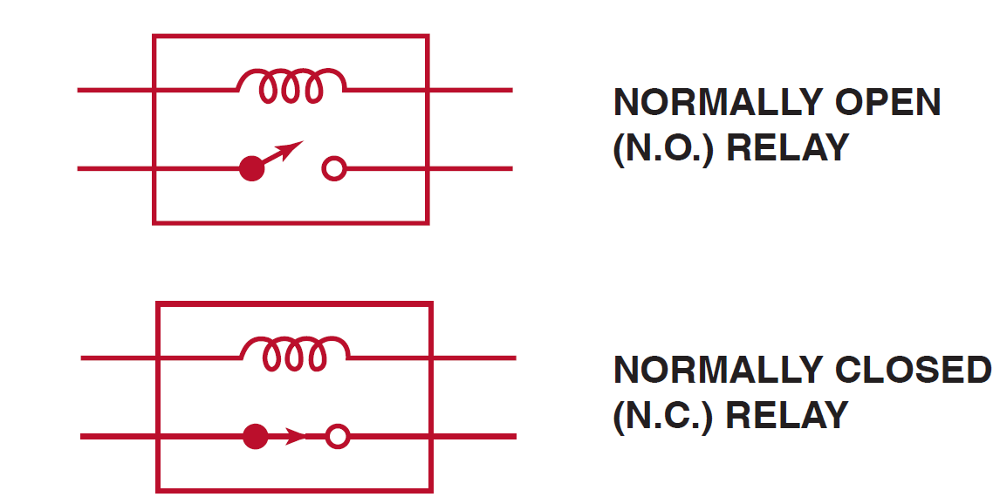 NORMALLY OPEN
(N.O.) RELAY
NORMALLY CLOSED
(N.C.) RELAY